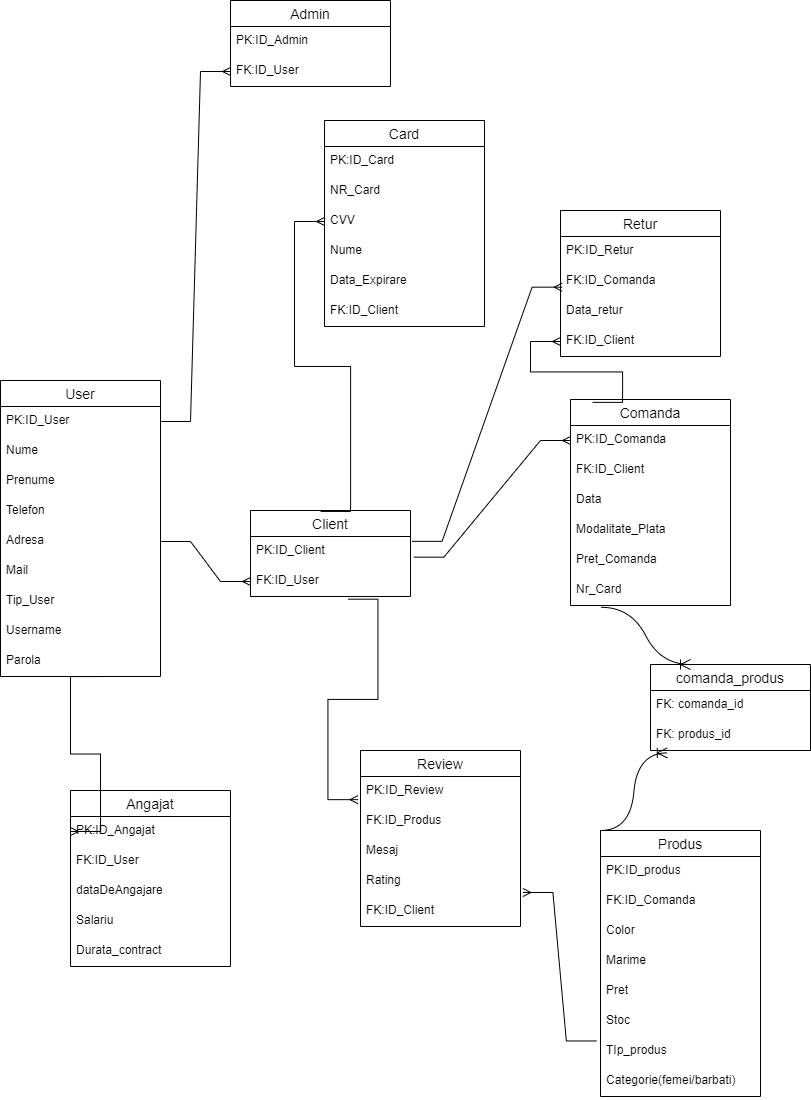 Admin
PK:ID_Admin
FK:ID_User
Card
PK:ID_Card
NR_Card
CVV
Nume
Data_Expirare
FK:ID_Client
Retur
PK:ID_Retur
FK:ID_Comanda
Data_retur
FK:ID_Client
User
PK:ID_User
Nume
Prenume
Telefon
Adresa
Mail
Tip_User
Username
Parola
Client
PK:ID_Client
FK:ID_User
Comanda
PK:ID_Comanda
FK:ID_Client
Data
Modalitate_Plata
Pret_Comanda
Nr_Card
comanda_produs
FK: comanda_id
FK: produs_id
Angajat
PK:ID_Angajat
FK:ID_User
dataDeAngajare
Salariu
Durata_contract
Review
PK:ID_Review
FK:ID_Produs
Mesaj
Rating
FK:ID_Client
Produs
PK:ID_produs
FK:ID_Comanda
Color
Marime
Pret
Stoc
TIp_produs
Categorie(femei/barbati)